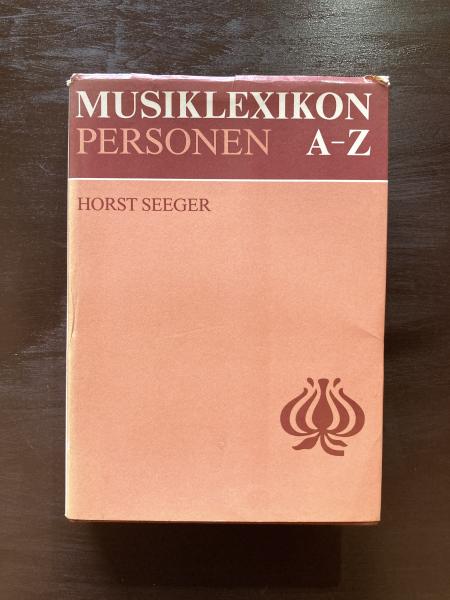 MUSIKLEXIKON
PERSONEN A-Z
HORST SEEGER